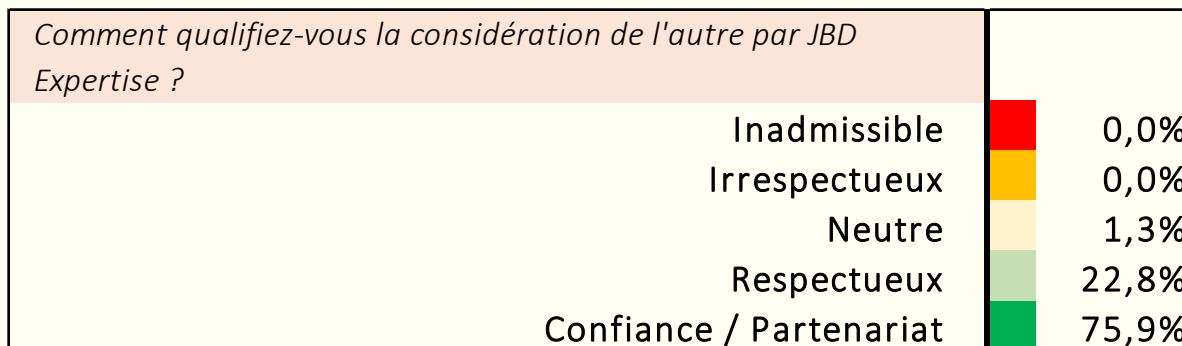 Comment qualifiez-vous la considération de l'autre par JBD
Expertise ?
Inadmissible 0,0%
Irrespectueux 0,0%
Neutre 1,3%
Respectueux 22,8%
Confiance / Partenariat 75,9%